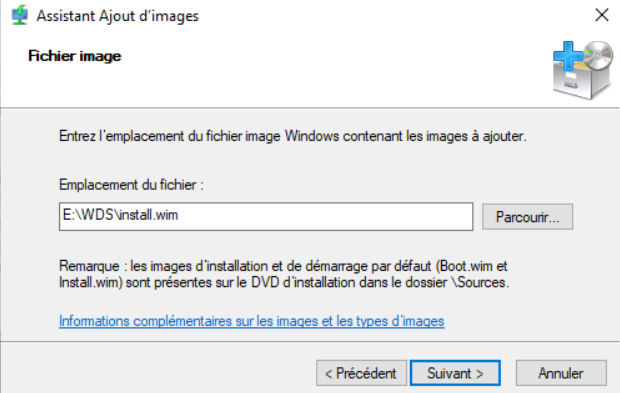 Assistant Ajout d'images
Fichier image
Entrez l'emplacement du fichier image Windows contenant les images à ajouter.
Emplacement du fichier :
E:\WDS\install.wim
Parcourir...
Remarque : les images d'installation et de démarrage par défaut (Boot.wim et
Install.wim) sont présentes sur le DVD d'installation dans le dossier \Sources.
Informations complémentaires sur les images et les types d'images
< Précédent
Suivant >
Annuler